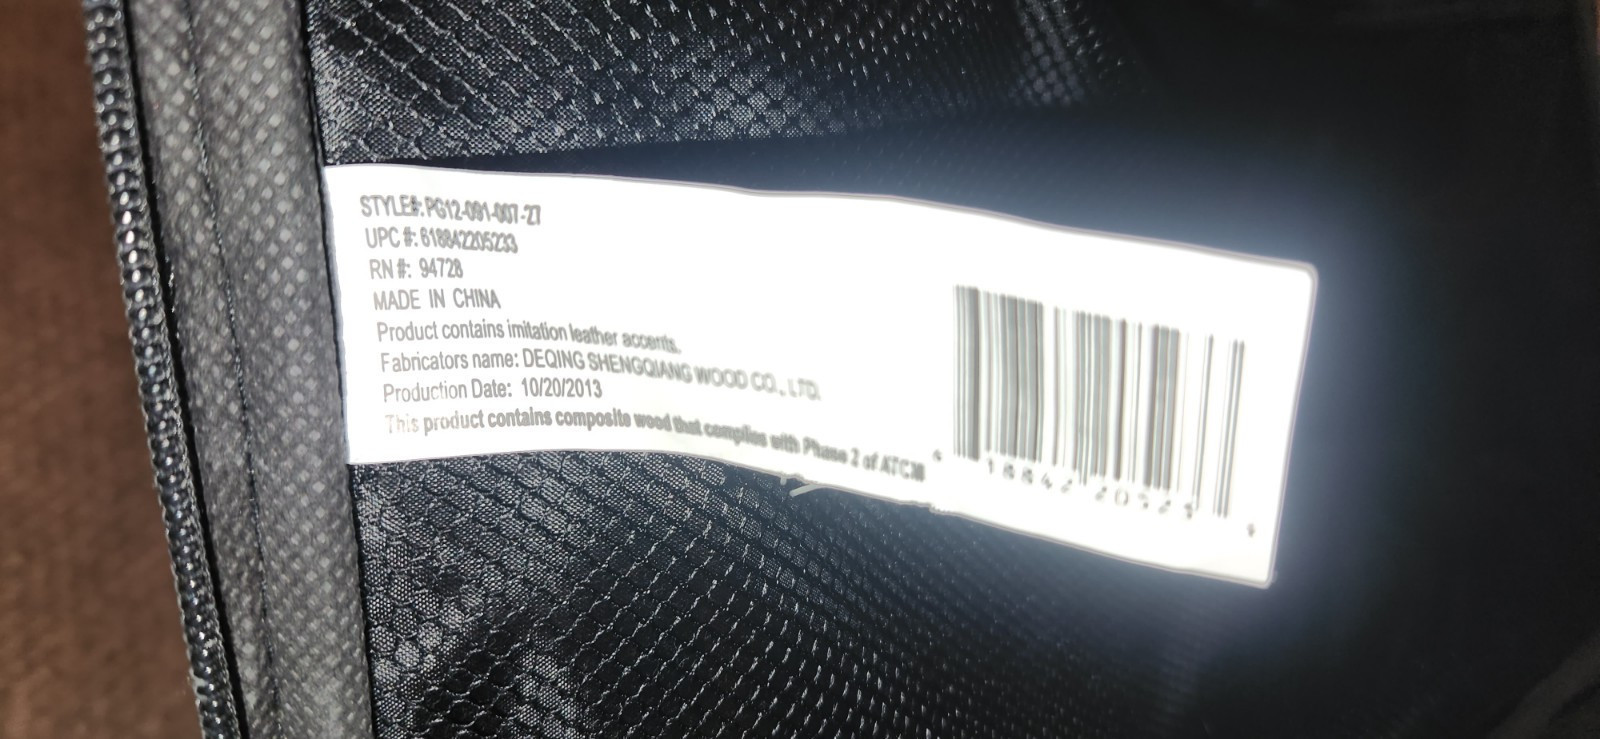 STYLE#: PG12-091-007-27
UPC #: 618842205233
RN #: 94728
MADE IN CHINA
Product contains imitation leather accents.
Fabricators name: DEQING SHENGQIANG WOOD CO., LTD.
Production Date: 10/20/2013
This product contains composite wood that complies with Phase 2 of ATCM